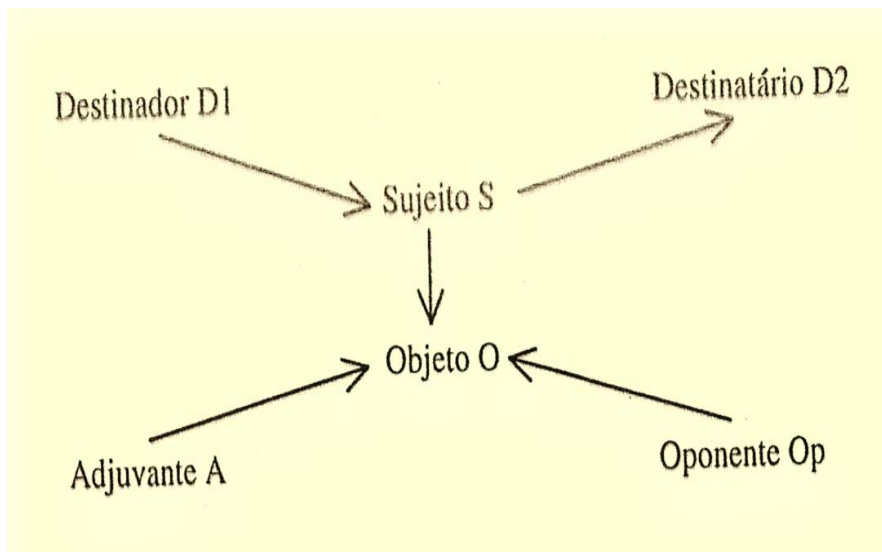 Destinador D1
Destinatário D2
Sujeito S
Objeto O
Adjuvante A
Oponente Op